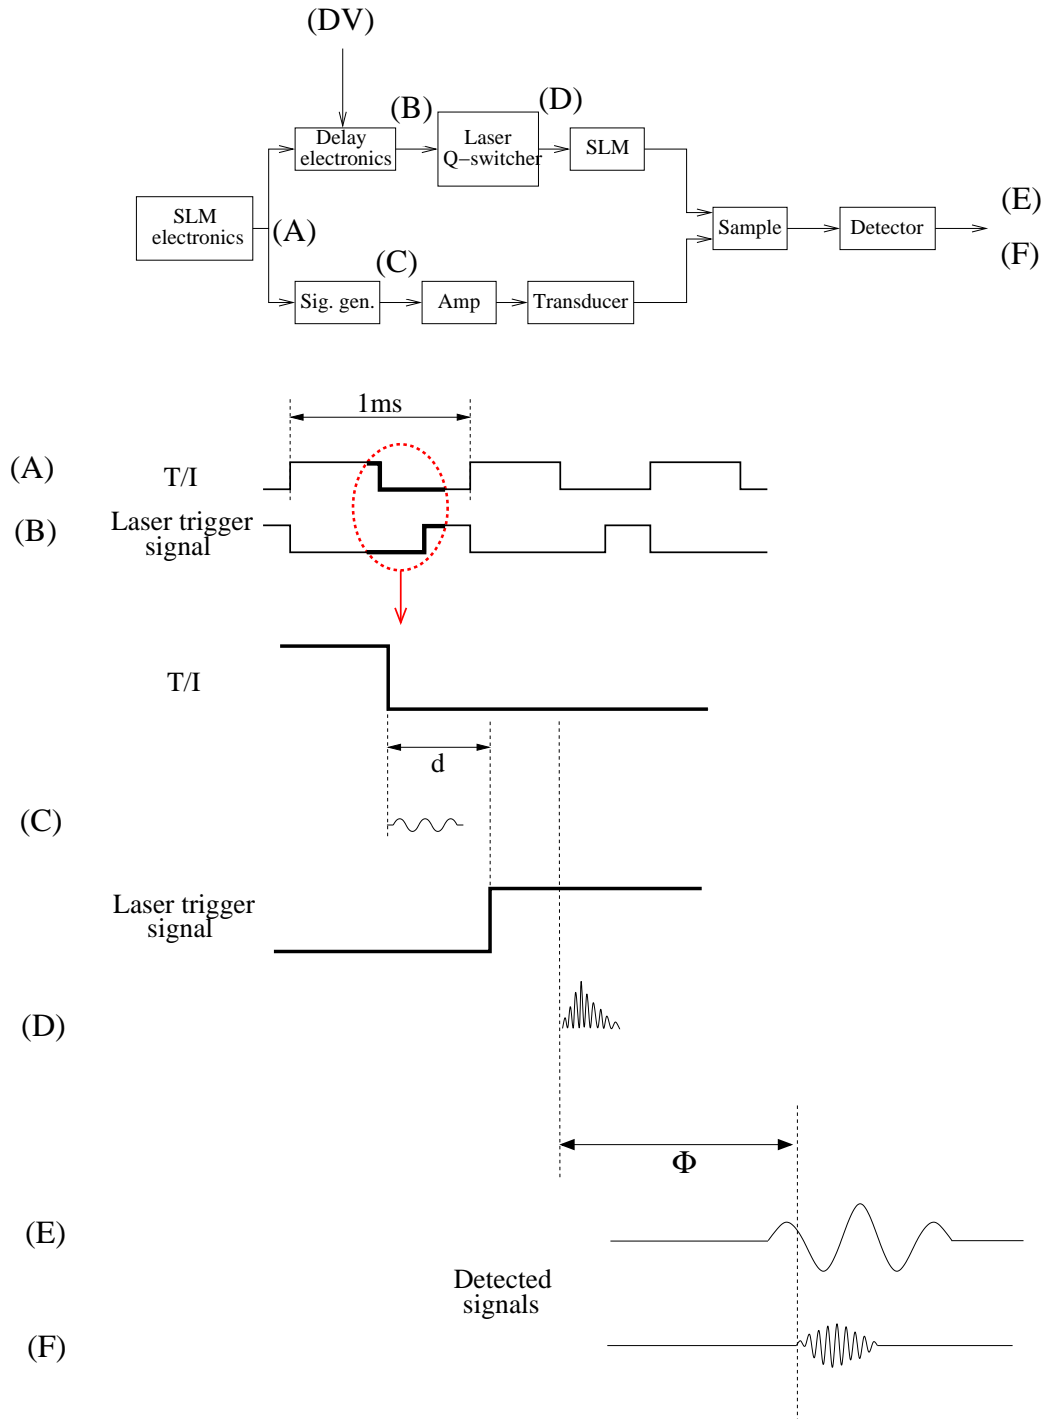 (DV)
(B)
(D)
Delay
electronics
Laser
Q-switcher
SLM
SLM
electronics
(A)
(C)
Sample
Detector
(E)
(F)
Sig. gen.
Amp
Transducer
1ms
(A)
T/I
(B)
Laser trigger
signal
T/I
d
(C)
Laser trigger
signal
(D)
Φ
(E)
Detected
signals
(F)